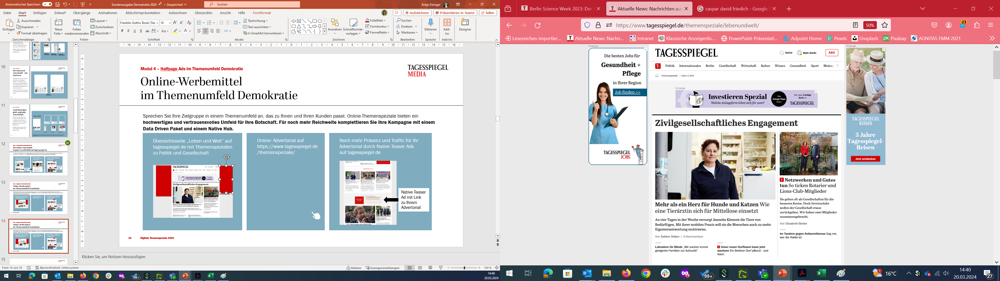 Automatisches Speichern
Sonderausgabe Demokratie 2024
• Gespeichert
Suchen
Antje Eisinger
Datei
Start
Einfügen
Entwurf
Übergänge
Animationen
Bildschirmpräsentation
Aufzeichnen
Überprüfen
Ansicht
Hilfe
Formformat
Aufzeichnen
Präsentieren in Teams
Teilen
Einfügen
Ausschneiden
Kopieren
Format übertragen
Zwischenablage
Neue Folie
Folien wiederverwenden
Layout
Zurücksetzen
Abschnitt
Folien
Franklin Gothic Book (Tex
18
Schriftart
Textrichtung
Text ausrichten
In SmartArt konvertieren
Absatz
Anordnen
Schnellformat-
vorlagen
Fülleffekt
Formkontur
Formeffekte
Zeichnen
Suchen
Ersetzen
Markieren
Bearbeiten
Diktieren
Sprache
Add-
Ins
Add-Ins
Designer
10
11
12
13
14
15
SC
Modul 4 – Halfpage Ads im Themenumfeld Demokratie
TAGESSPIEGEL
MEDIA
Online-Werbemittel
im Themenumfeld Demokratie
Sprechen Sie Ihre Zielgruppe in einem Themenumfeld an, das zu Ihnen und Ihren Kunden passt. Online-Themenspeziale bieten ein
hochwertiges und vertrauensvolles Umfeld für Ihre Botschaft. Für noch mehr Reichweite komplettieren Sie Ihre Kampagne mit einem
Data Driven Paket und einem Native Hub.
Übersichtsseite „Leben und Welt“ auf
tagesspiegel.de mit Themenspezialen
zu Politik und Gesellschaft.
Online- Advertorial auf
https://www.tagesspiegel.de
/themenspeziale/
Noch mehr Präsenz und Traffic für Ihr
Advertorial durch Native Teaser Ads
auf tagesspiegel.de
TAGESSPIEGEL
Investieren Spezial
Zivilgesellschaftliches Engagement
Native Teaser
Ad mit Link
zu Ihrem
Advertorial
14
Digitale Themenspeziale 2024
Klicken Sie, um Notizen hinzuzufügen
Folie 14 von 35
Barrierefreiheit: Untersuchen
Notizen
Anzeigeeinstellungen
104 %
99+
14:40
20.03.2024
Berlin Science Week 2023: Der S
Aktuelle News: Nachrichten aus
caspar david friedich - Google S
https://www.tagesspiegel.de/themenspeziale/lebenundwelt/
50%
23
Lesezeichen importier...
Aktuelle News: Nachri...
Intranet
Klassische Anzeigenfo...
PowerPoint-Präsentati...
Adpoint Home
Pexels
Unsplash
Pixabay
AGNITAS EMM 2021
Anzeige
Die besten Jobs für
Gesundheit +
Pflege
in Ihrer Region
Job finden >>
TAGESSPIEGEL
JOBS
TAGESSPIEGEL
Suche
Mein Konto
ABO
T+
Politik
Internationales
Berlin
Gesellschaft
Wirtschaft
Kultur
Wissen
Gesundheit
Sport
Meinun
Themenspeziale
Leben & Welt
Anzeige
Investieren Spezial
Welche Anlageform lohnt sich für wen?
Hier
Anlage-Tipps
lesen
Die neue 3-teilige
Serie im
TAGESSPIEGEL
Zivilgesellschaftliches Engagement
Mehr als ein Herz für Hunde und Katzen Wie
eine Tierärztin sich für Mittellose einsetzt
An vier Tagen in der Woche versorgt Jeanette Klemmt die Tiere von
Bedürftigen. Mit ihrer mobilen Praxis will sie die Menschen auch zu mehr
Eigenverantwortung motivieren.
Von Sabine Hölper | 6 Kommentare
Labradore für Blinde „Wir suchen immer
geeignete Familien zur Aufzucht“
T+ Unser neuer Dorfbaum kann jetzt
wachsen Ein Berliner Dorf pflanzt - und
feiert
T+ Netzwerken und Gutes
tun So ticken Rotarier und
Lions-Club-Mitglieder
Sie gelten oft als Gesellschaften für die
besseren Kreise. Doch Serviceclubs
wollen der Gesellschaft etwas
zurückgeben. Wir haben zwei Mitglieder
zusammengebracht.
Von Elisabeth Binder
Im Tandem gegen Antisemitismus Sag mir,
wer der Rabbi ist
Anzeige
TAGESSPIEGEL
REISEN
5 Jahre
Tagesspiegel-
Reisen
Jetzt entdecken
99+
16°C
14:40
20.03.2024
27